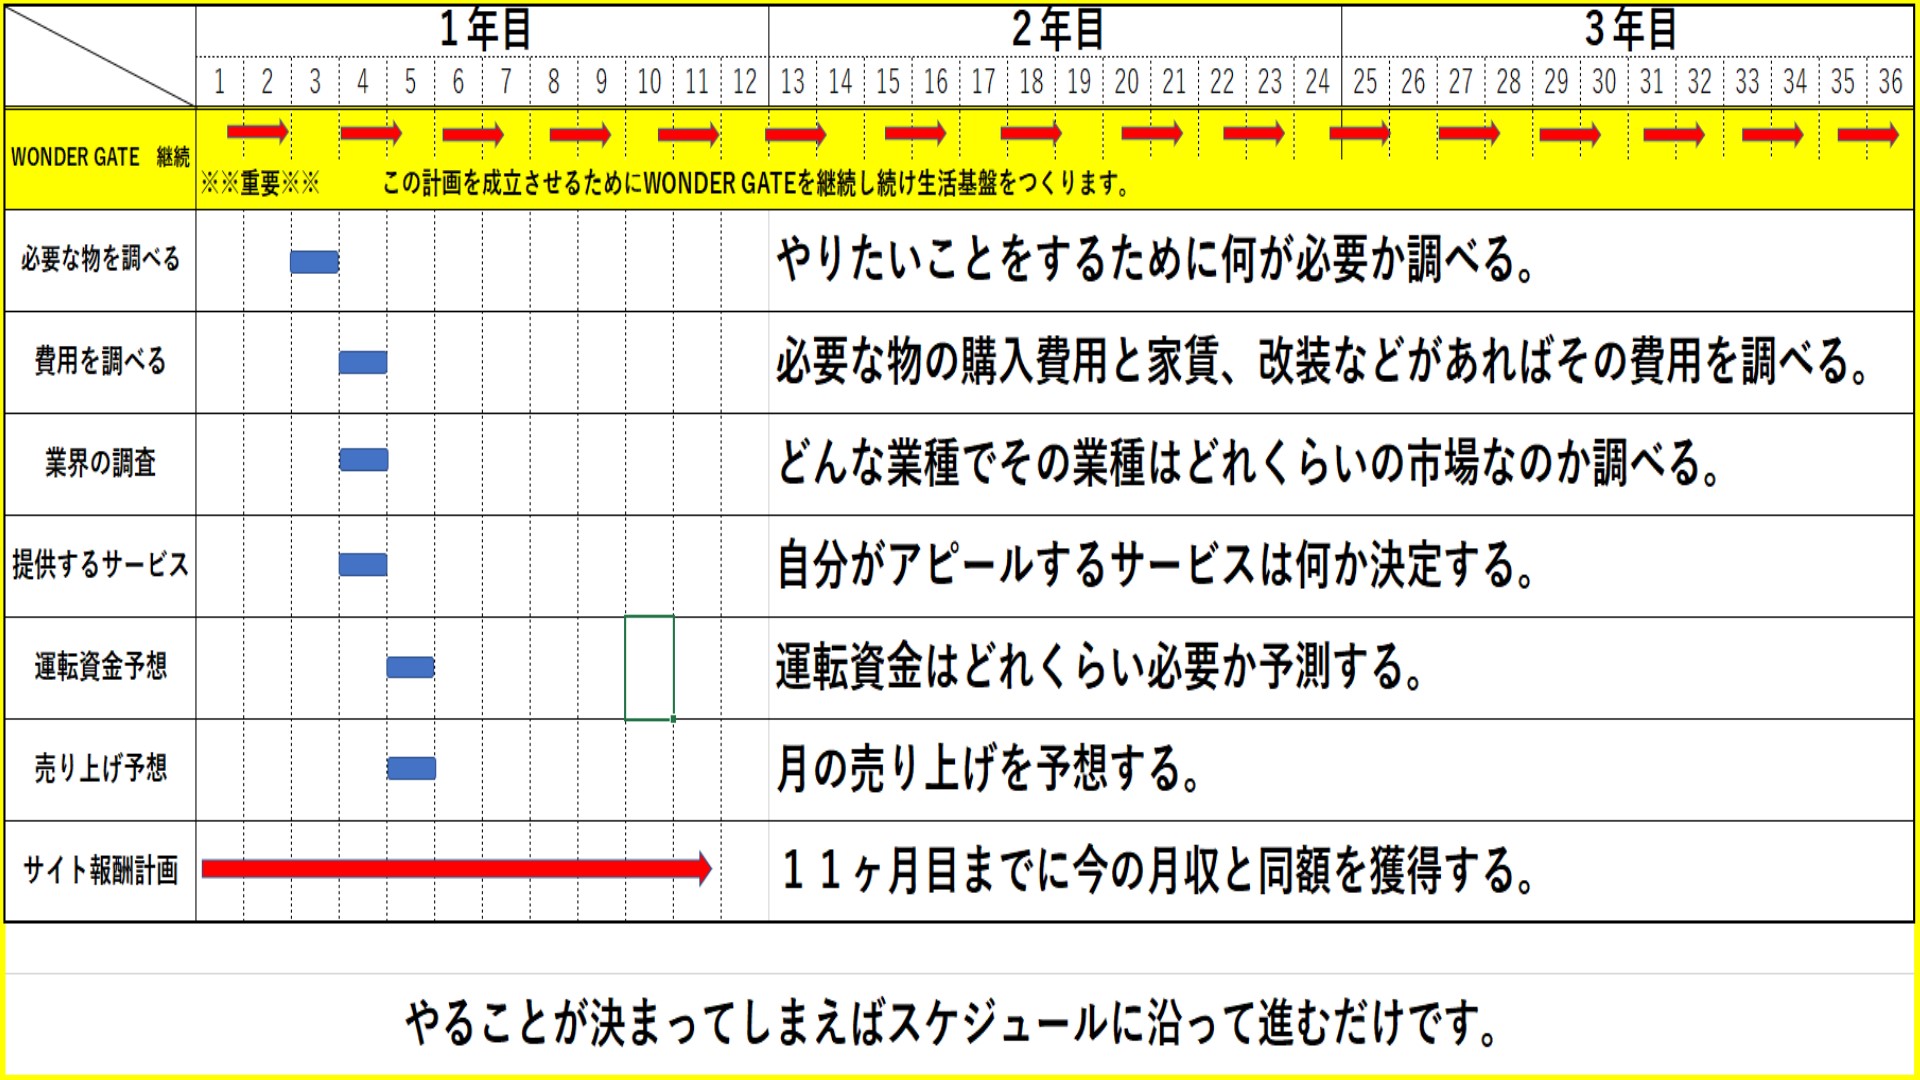 １年目 ２年目 ３年目
1 2 3 4 5 6 7 8 9 10 11 12 13 14 15 16 17 18 19 20 21 22 23 24 25 26 27 28 29 30 31 32 33 34 35 36
WONDER GATE　継続
※※重要※※　　この計画を成立させるためにWONDER GATEを継続し続け生活基盤をつくります。
必要な物を調べる やりたいことをするために何が必要か調べる。
費用を調べる 必要な物の購入費用と家賃、改装などがあればその費用を調べる。
業界の調査 どんな業種でその業種はどれくらいの市場なのか調べる。
提供するサービス 自分がアピールするサービスは何か決定する。
運転資金予想 運転資金はどれくらい必要か予測する。
売り上げ予想 月の売り上げを予想する。
サイト報酬計画 １１ヶ月目までに今の月収と同額を獲得する。
やることが決まってしまえばスケジュールに沿って進むだけです。